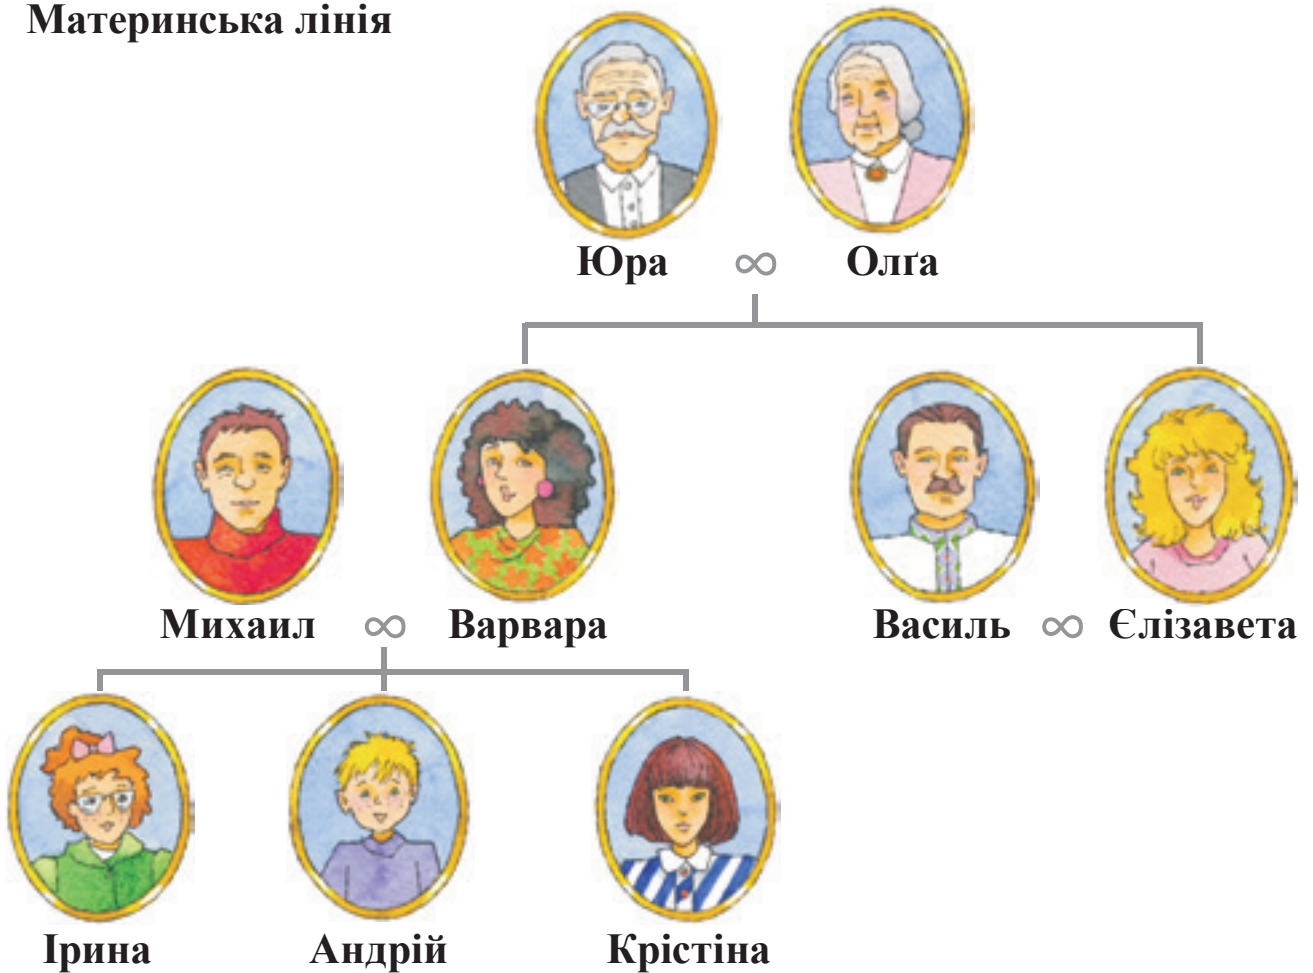 Материнська лінія
Юра ∞ Олґа
Михаил ∞ Варвара
Василь ∞ Єлізавета
Ірина
Андрій
Крістіна